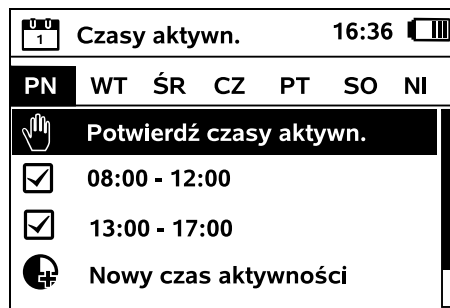 1 Czasy aktywn. 16:36
PN WT ŚR CZ PT SO NI
Potwierdź czasy aktywn.
08:00 - 12:00
13:00 - 17:00
Nowy czas aktywności